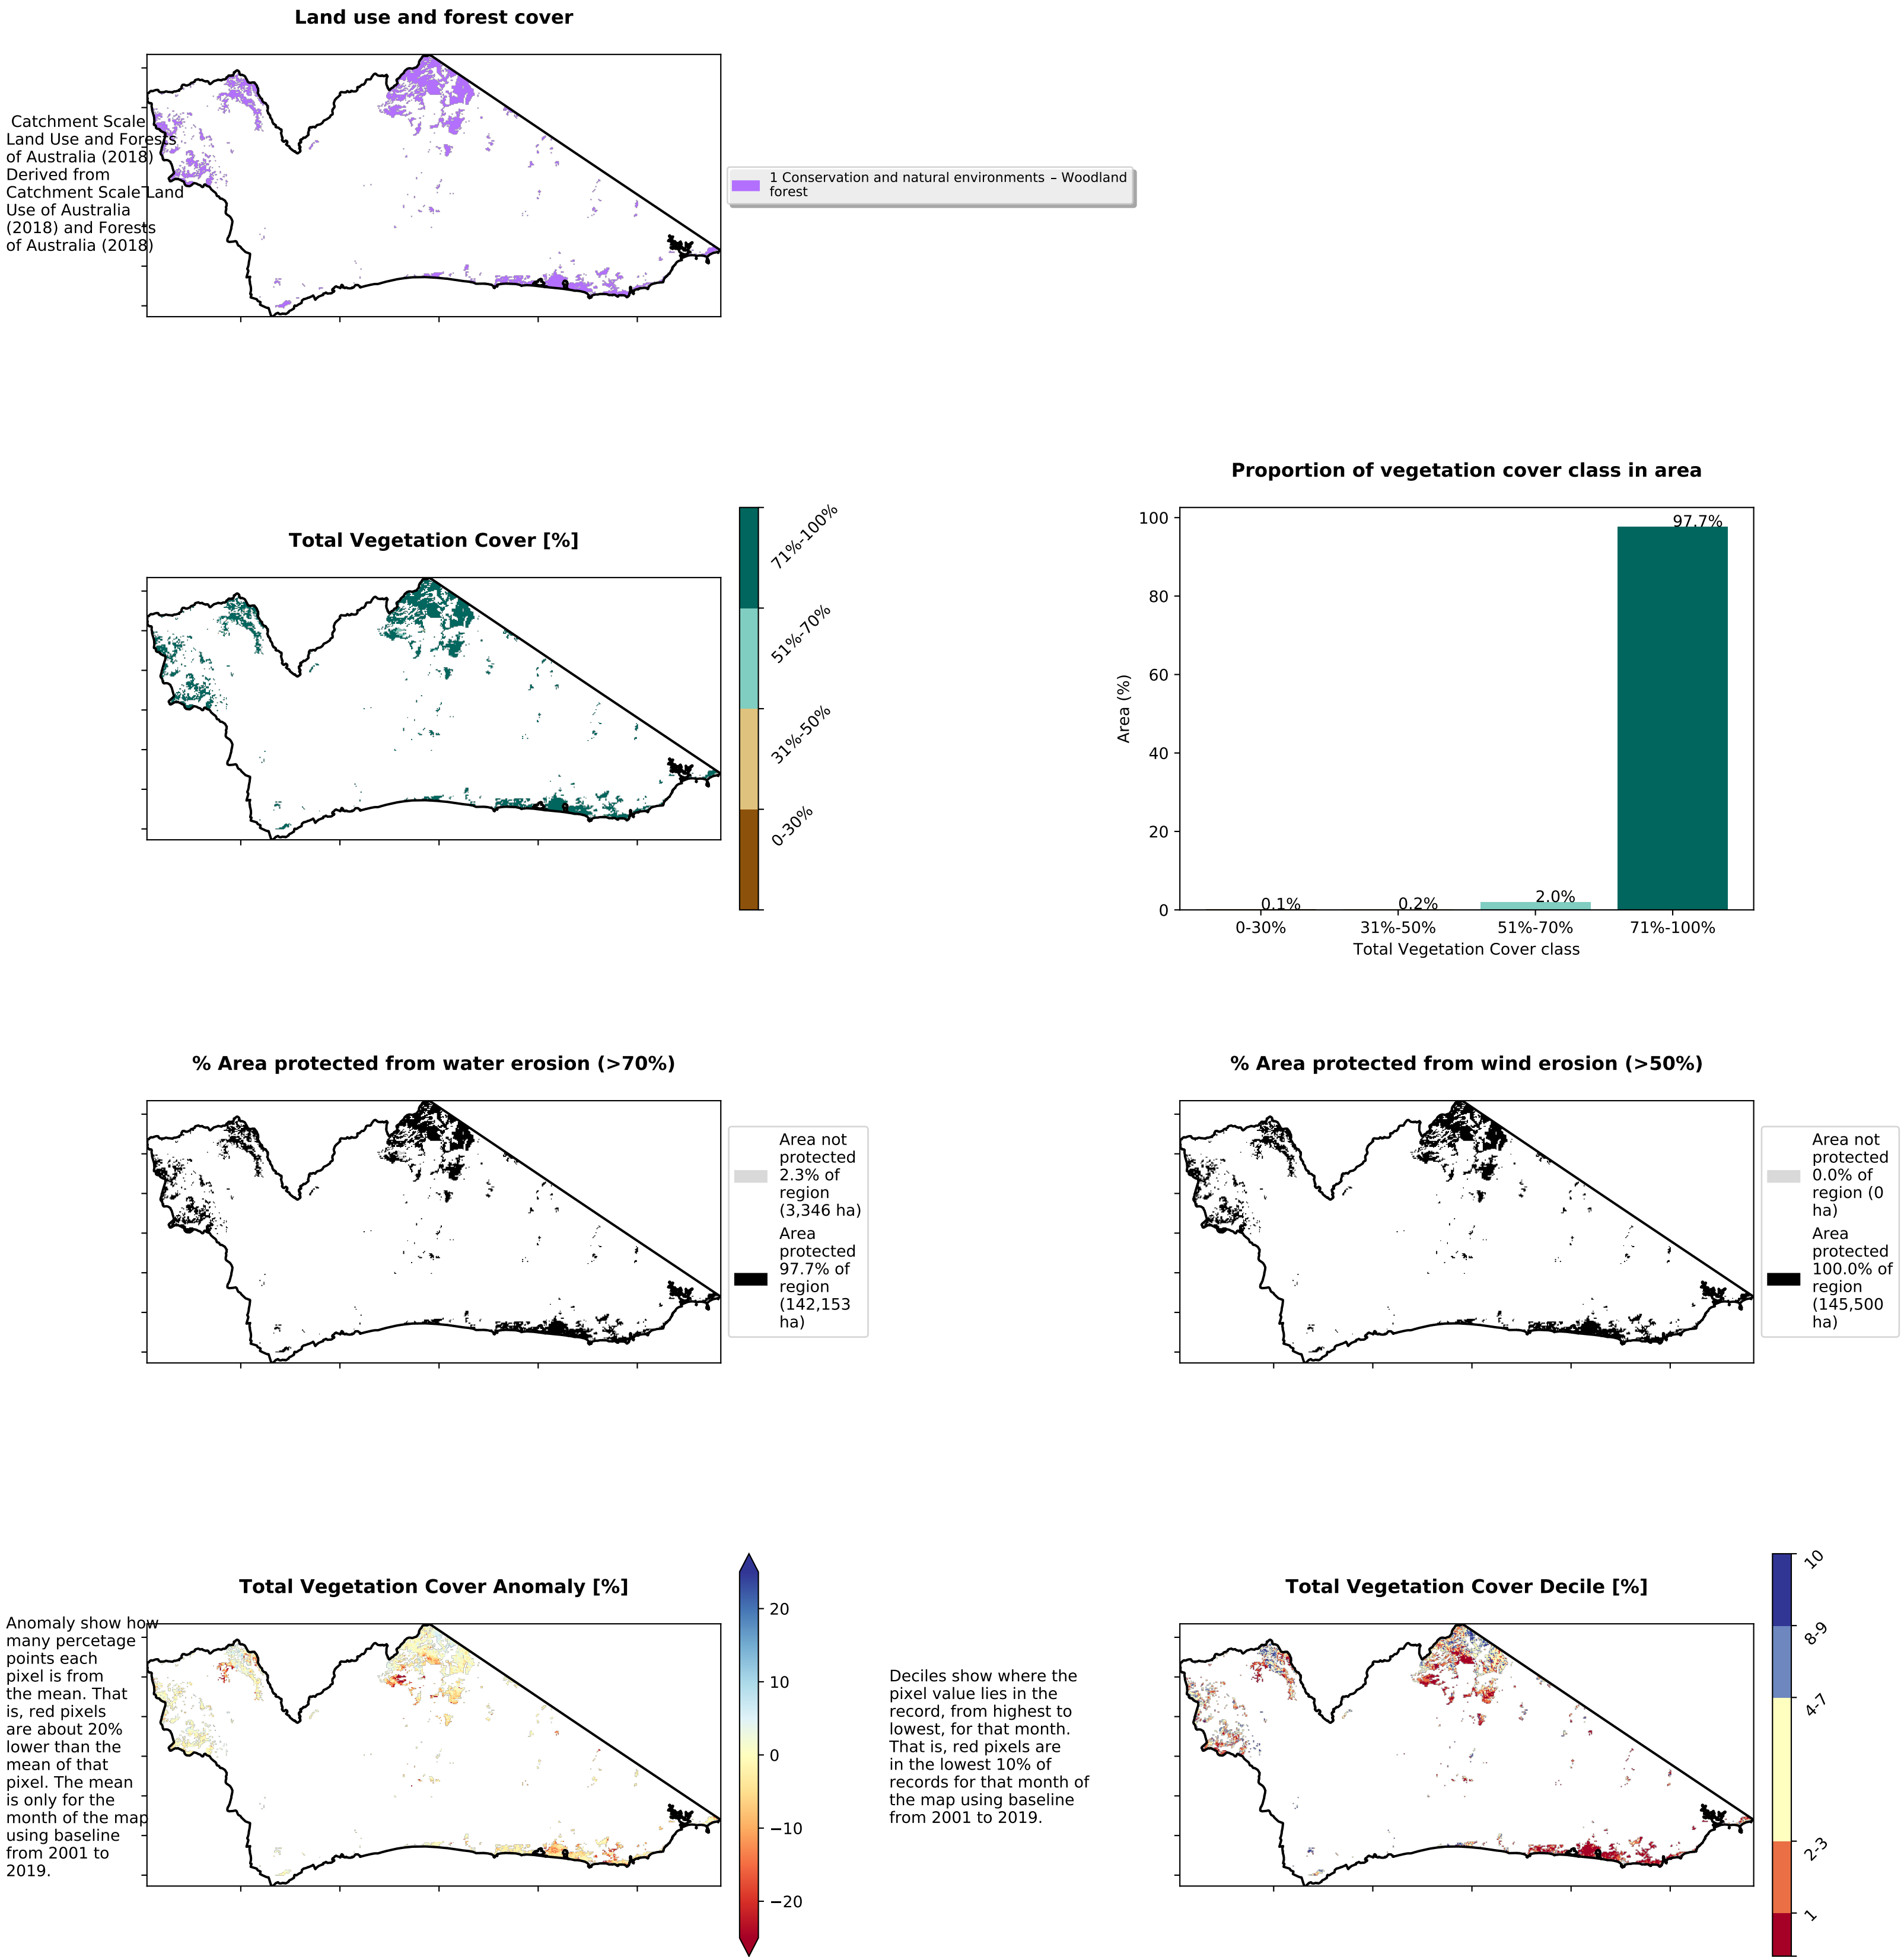 Land use and forest cover
Catchment Scale
Land Use and Forests
of Australia (2018)
Derived from
Catchment Scale Land
Use of Australia
(2018) and Forests
of Australia (2018)
1 Conservation and natural environments – Woodland
forest
Total Vegetation Cover [%]
71%-100%
51%-70%
31%-50%
0-30%
Proportion of vegetation cover class in area
100
80
60
40
20
0
Area (%)
0.1%
0.2%
2.0%
97.7%
0-30%
31%-50%
51%-70%
71%-100%
Total Vegetation Cover class
% Area protected from water erosion (>70%)
Area not
protected
2.3% of
region
(3,346 ha)
Area
protected
97.7% of
region
(142,153
ha)
% Area protected from wind erosion (>50%)
Area not
protected
0.0% of
region (0
ha)
Area
protected
100.0% of
region
(145,500
ha)
Total Vegetation Cover Anomaly [%]
Anomaly show how
many percetage
points each
pixel is from
the mean. That
is, red pixels
are about 20%
lower than the
mean of that
pixel. The mean
is only for the
month of the map
using baseline
from 2001 to
2019.
20
10
0
−10
−20
Deciles show where the
pixel value lies in the
record, from highest to
lowest, for that month.
That is, red pixels are
in the lowest 10% of
records for that month of
the map using baseline
from 2001 to 2019.
Total Vegetation Cover Decile [%]
10
8-9
4-7
2-3
1